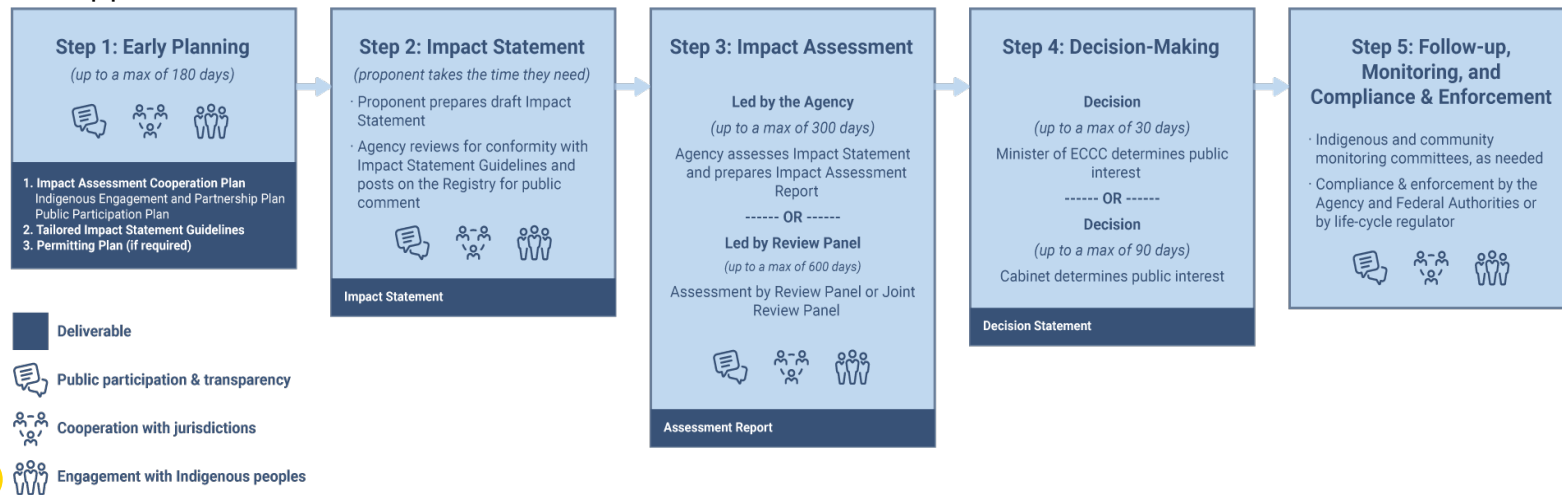 Step 1: Early Planning
(up to a max of 180 days)
1. Impact Assessment Cooperation Plan
Indigenous Engagement and Partnership Plan
Public Participation Plan
2. Tailored Impact Statement Guidelines
3. Permitting Plan (if required)
Step 2: Impact Statement
(proponent takes the time they need)
· Proponent prepares draft Impact
Statement
· Agency reviews for conformity with
Impact Statement Guidelines and
posts on the Registry for public
comment
Impact Statement
Step 3: Impact Assessment
Led by the Agency
(up to a max of 300 days)
Agency assesses Impact Statement
and prepares Impact Assessment
Report
------ OR ------
Led by Review Panel
(up to a max of 600 days)
Assessment by Review Panel or Joint
Review Panel
Assessment Report
Step 4: Decision-Making
Decision
(up to a max of 30 days)
Minister of ECCC determines public
interest
------ OR ------
Decision
(up to a max of 90 days)
Cabinet determines public interest
Decision Statement
Step 5: Follow-up,
Monitoring, and
Compliance & Enforcement
· Indigenous and community
monitoring committees, as needed
· Compliance & enforcement by the
Agency and Federal Authorities or
by life-cycle regulator
Deliverable
Public participation & transparency
Cooperation with jurisdictions
Engagement with Indigenous peoples